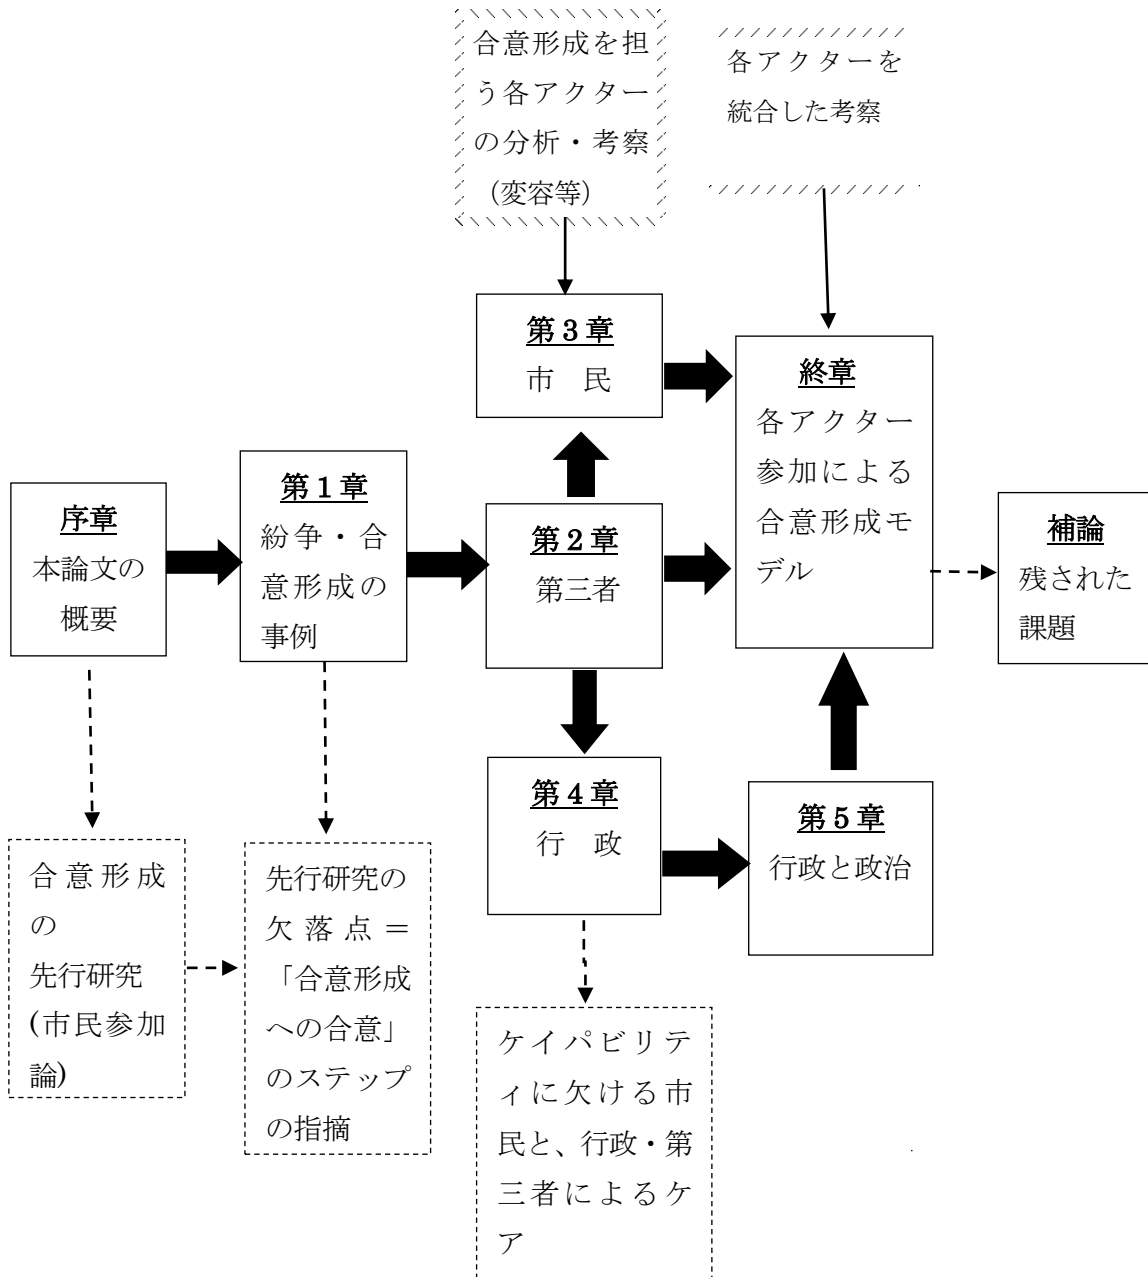 合意形成を担
う各アクター
の分析・考察
（変容等）
各アクターを
統合した考察
第３章
市　民
終章
各アクター
参加による
合意形成モ
デル
序章
本論文の
概要
第１章
紛争・合
意形成の
事例
第２章
第三者
補論
残された
課題
第４章
行　政
第５章
行政と政治
合意形成
の
先行研究
(市民参加
論)
先行研究の
欠落点＝
「合意形成
への合意」
のステップ
の指摘
ケイパビリテ
ィに欠ける市
民と、行政・第
三者によるケ
ア